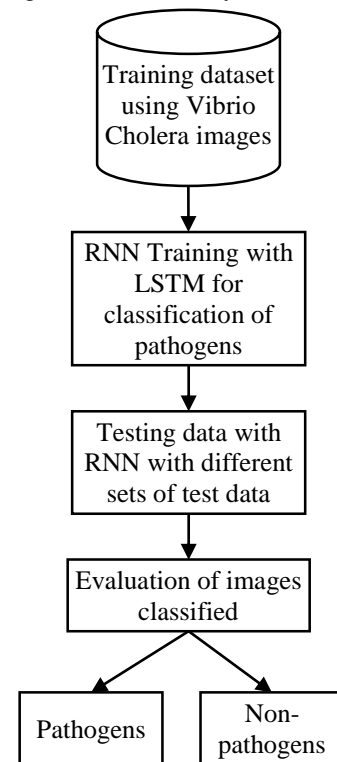 Training dataset
using Vibrio
Cholera images
RNN Training with
LSTM for
classification of
pathogens
Testing data with
RNN with different
sets of test data
Evaluation of images
classified
Pathogens
Non-
pathogens